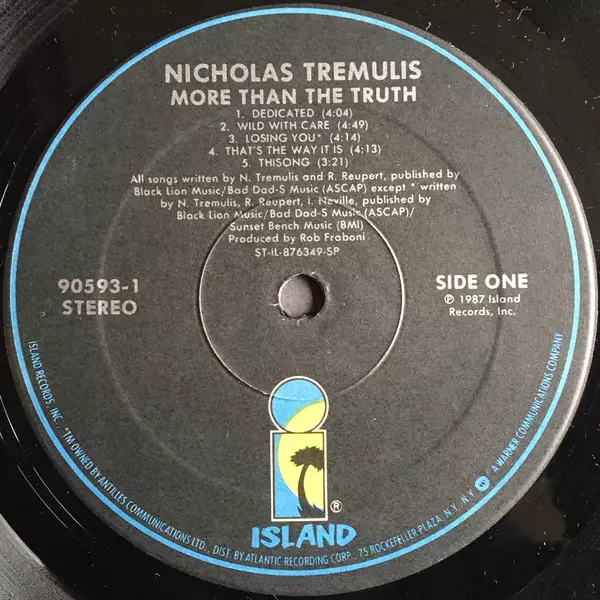 NICHOLAS TREMULIS
MORE THAN THE TRUTH
1. DEDICATED (4:04)
2. WILD WITH CARE (4:49)
3. LOSING YOU* (4:14)
4. THAT'S THE WAY IT IS (4:13)
5. THISONG (3:21)
All songs written by N. Tremulis and R. Reupert, published by
Black Lion Music/Bad Dad-S Music (ASCAP) except * written
by N. Tremulis, R. Reupert, I. Neville, published by
Black Lion Music/Bad Dad-S Music (ASCAP)/
Sunset Bench Music (BMI)
Produced by Rob Fraboni
ST-IL-876349-SP
90593-1
STEREO
SIDE ONE
℗ 1987 Island
Records, Inc.
®
ISLAND
ISLAND RECORDS, INC. *TM OWNED BY ANTILLES COMMUNICATIONS LTD., DIST. BY ATLANTIC RECORDING CORP., 75 ROCKEFELLER PLAZA, N.Y., N.Y. A WARNER COMMUNICATIONS COMPANY